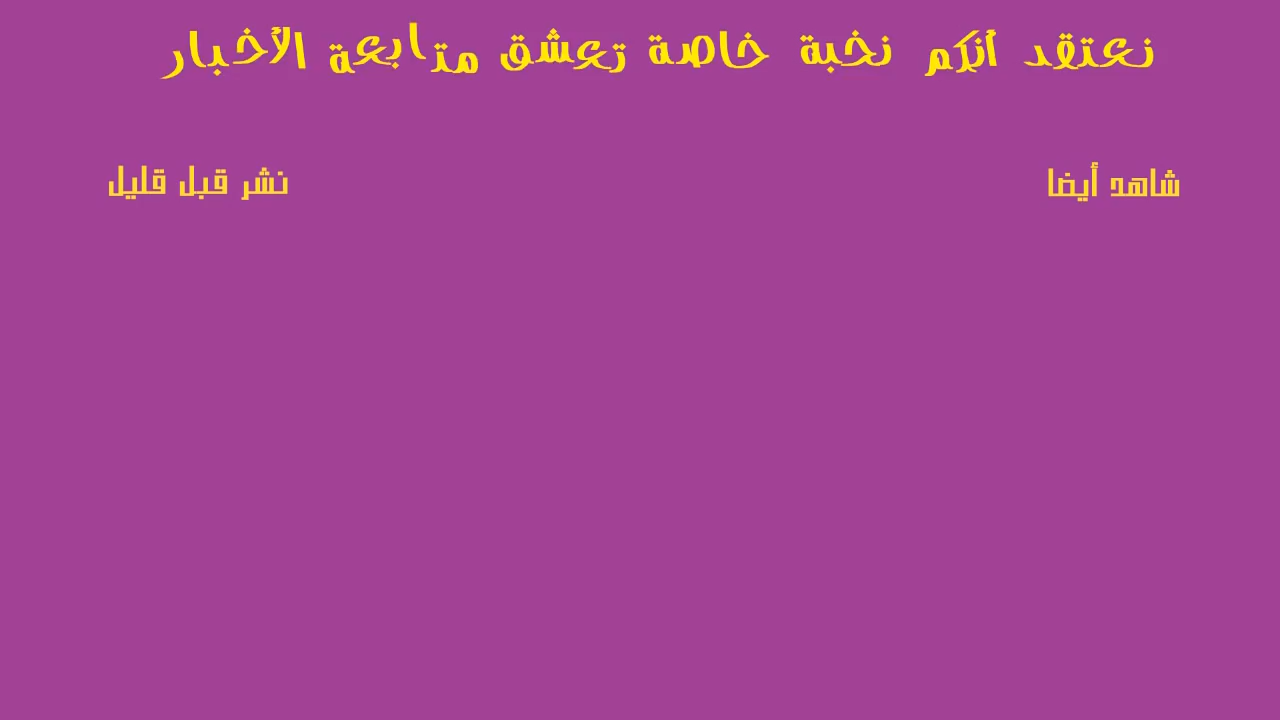 نعتقد أنكم نخبة خاصة تعشق متابعة الأخبار
شاهد أيضا
نشر قبل قليل